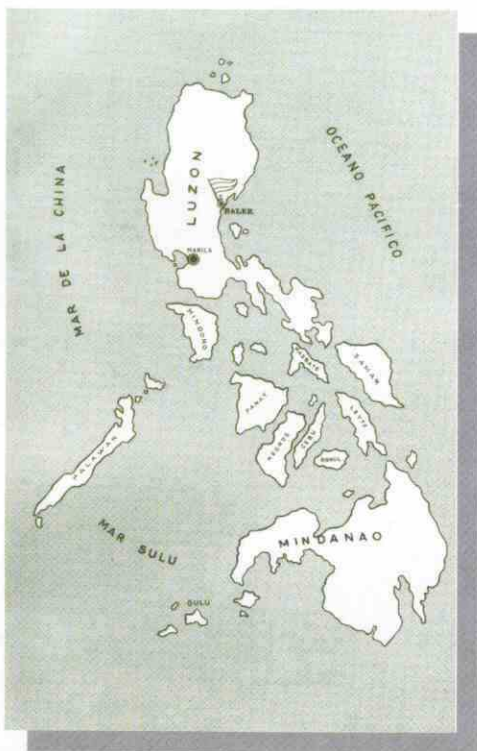 OCEANO PACIFICO
MAR DE LA CHINA
LUZON
BALER
MANILA
MINDORO
MASBATE
SAMAR
PANAY
LEYTE
NEGROS
CEBU
BOHOL
PALAWAN
MAR SULU
MINDANAO
SULU